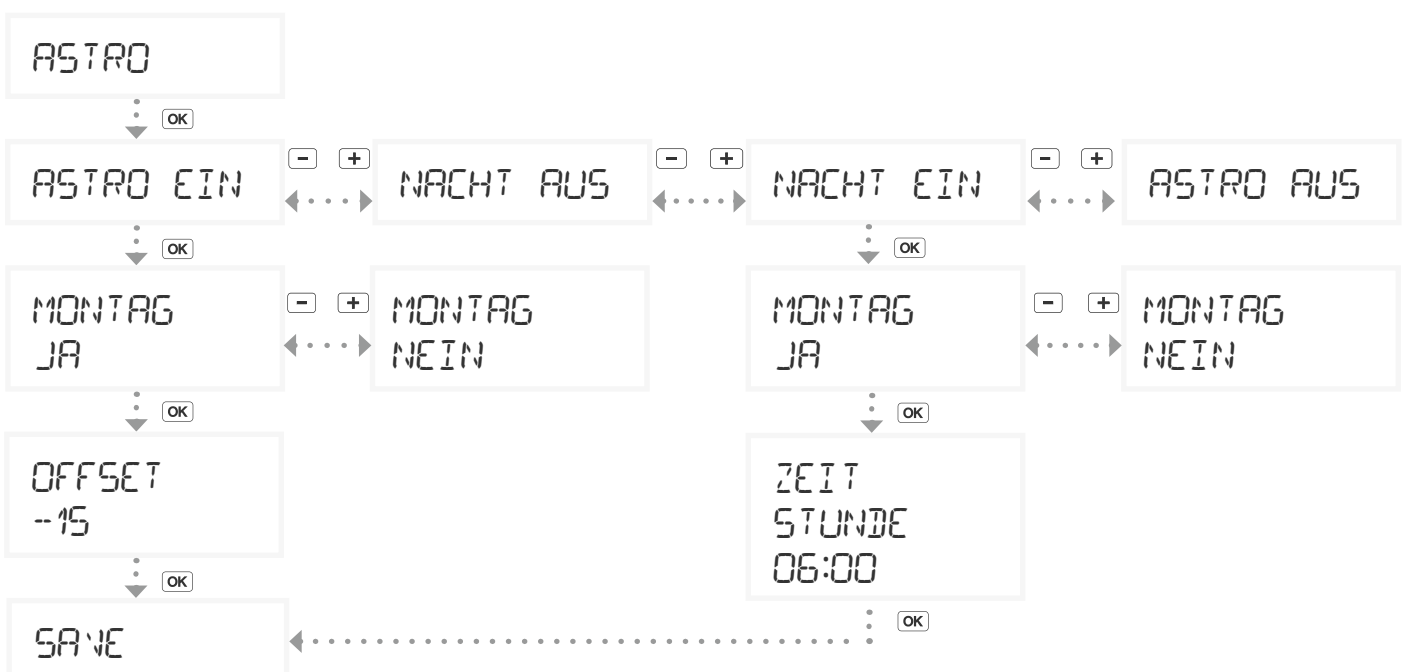 ASTRO
OK
ASTRO EIN - + NACHT AUS - + NACHT EIN - + ASTRO AUS
OK OK
MONTAG - + MONTAG MONTAG - + MONTAG
JA NEIN JA NEIN
OK OK
OFFSET ZEIT
--15 STUNDE
06:00
OK OK
SAVE